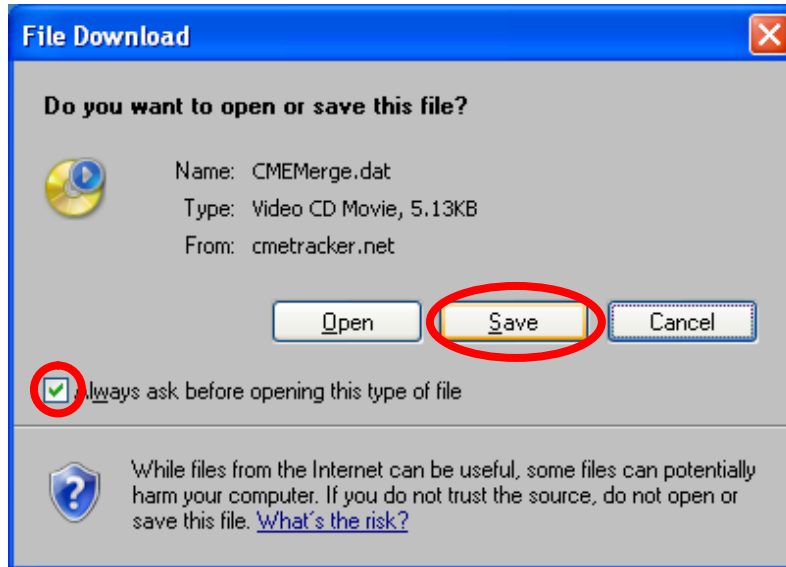 File Download
Do you want to open or save this file?
Name: CMEMerge.dat
Type: Video CD Movie, 5.13KB
From: cmetracker.net
Open Save Cancel
Always ask before opening this type of file
While files from the Internet can be useful, some files can potentially
harm your computer. If you do not trust the source, do not open or
save this file. What's the risk?